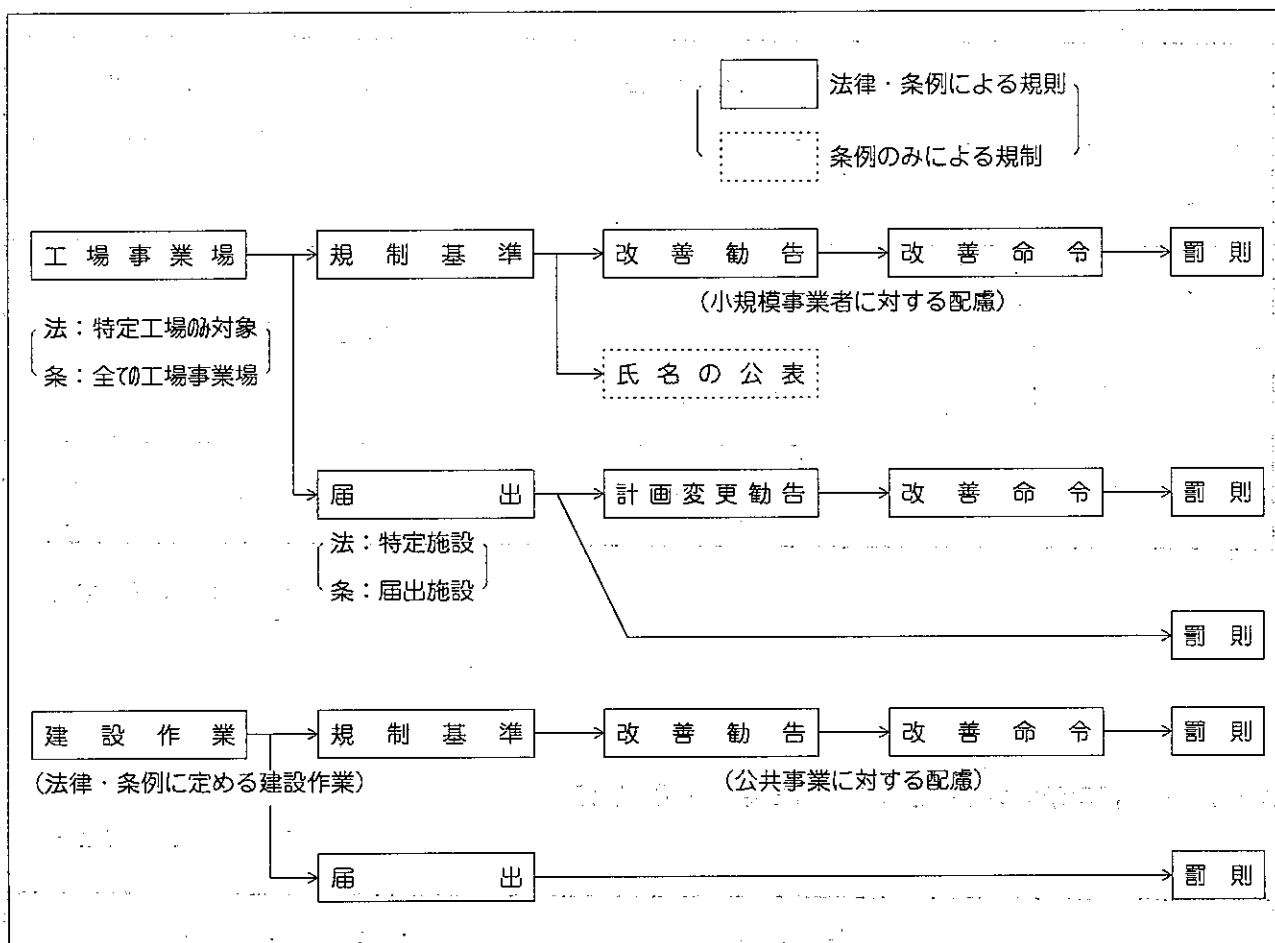 法律・条例による規則
条例のみによる規制
工場事業場 規制基準 改善勧告 改善命令 罰則
(小規模事業者に対する配慮)
法：特定工場のみ対象
条：全ての工場事業場
氏名の公表
届出 計画変更勧告 改善命令 罰則
法：特定施設
条：届出施設
罰則
建設作業 規制基準 改善勧告 改善命令 罰則
(法律・条例に定める建設作業) (公共事業に対する配慮)
届出 罰則